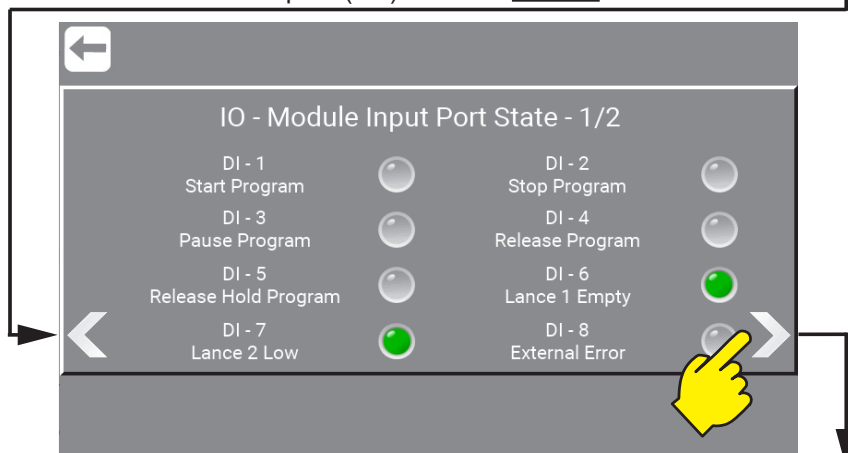 IO - Module Input Port State - 1/2
DI - 1
Start Program
DI - 2
Stop Program
DI - 3
Pause Program
DI - 4
Release Program
DI - 5
Release Hold Program
DI - 6
Lance 1 Empty
DI - 7
Lance 2 Low
DI - 8
External Error